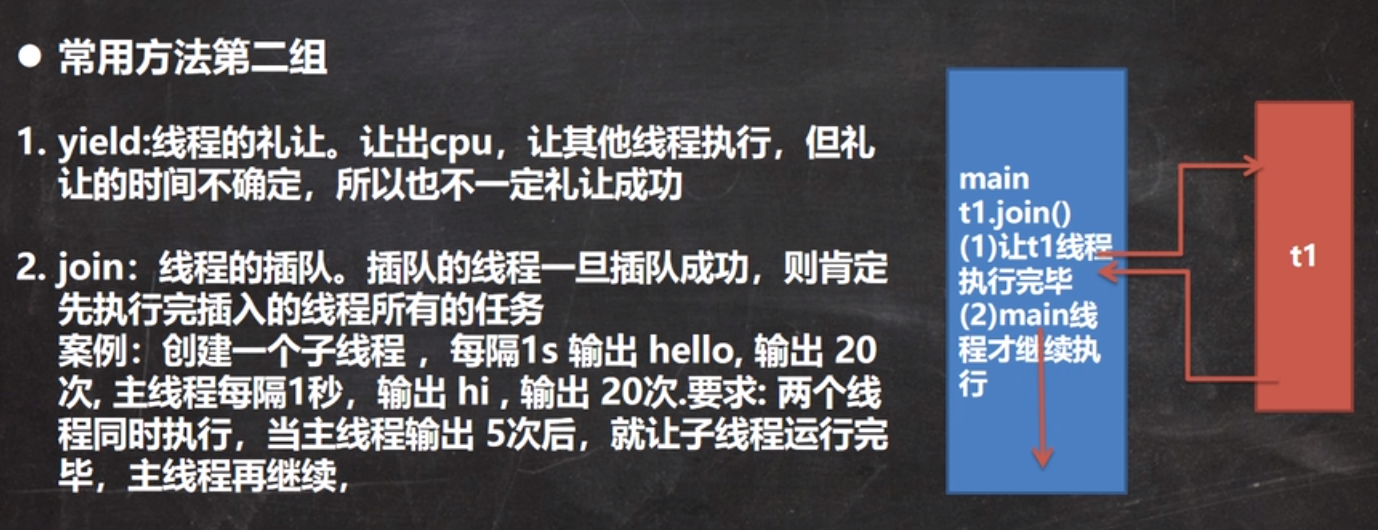 ● 常用方法第二组
1. yield:线程的礼让。让出cpu，让其他线程执行，但礼
让的时间不确定，所以也不一定礼让成功
2. join：线程的插队。插队的线程一旦插队成功，则肯定
先执行完插入的线程所有的任务
案例：创建一个子线程 ，每隔1s 输出 hello, 输出 20
次, 主线程每隔1秒，输出 hi , 输出 20次.要求: 两个线
程同时执行，当主线程输出 5次后，就让子线程运行完
毕，主线程再继续，
main
t1.join()
(1)让t1线程
执行完毕
(2)main线
程才继续执
行
t1